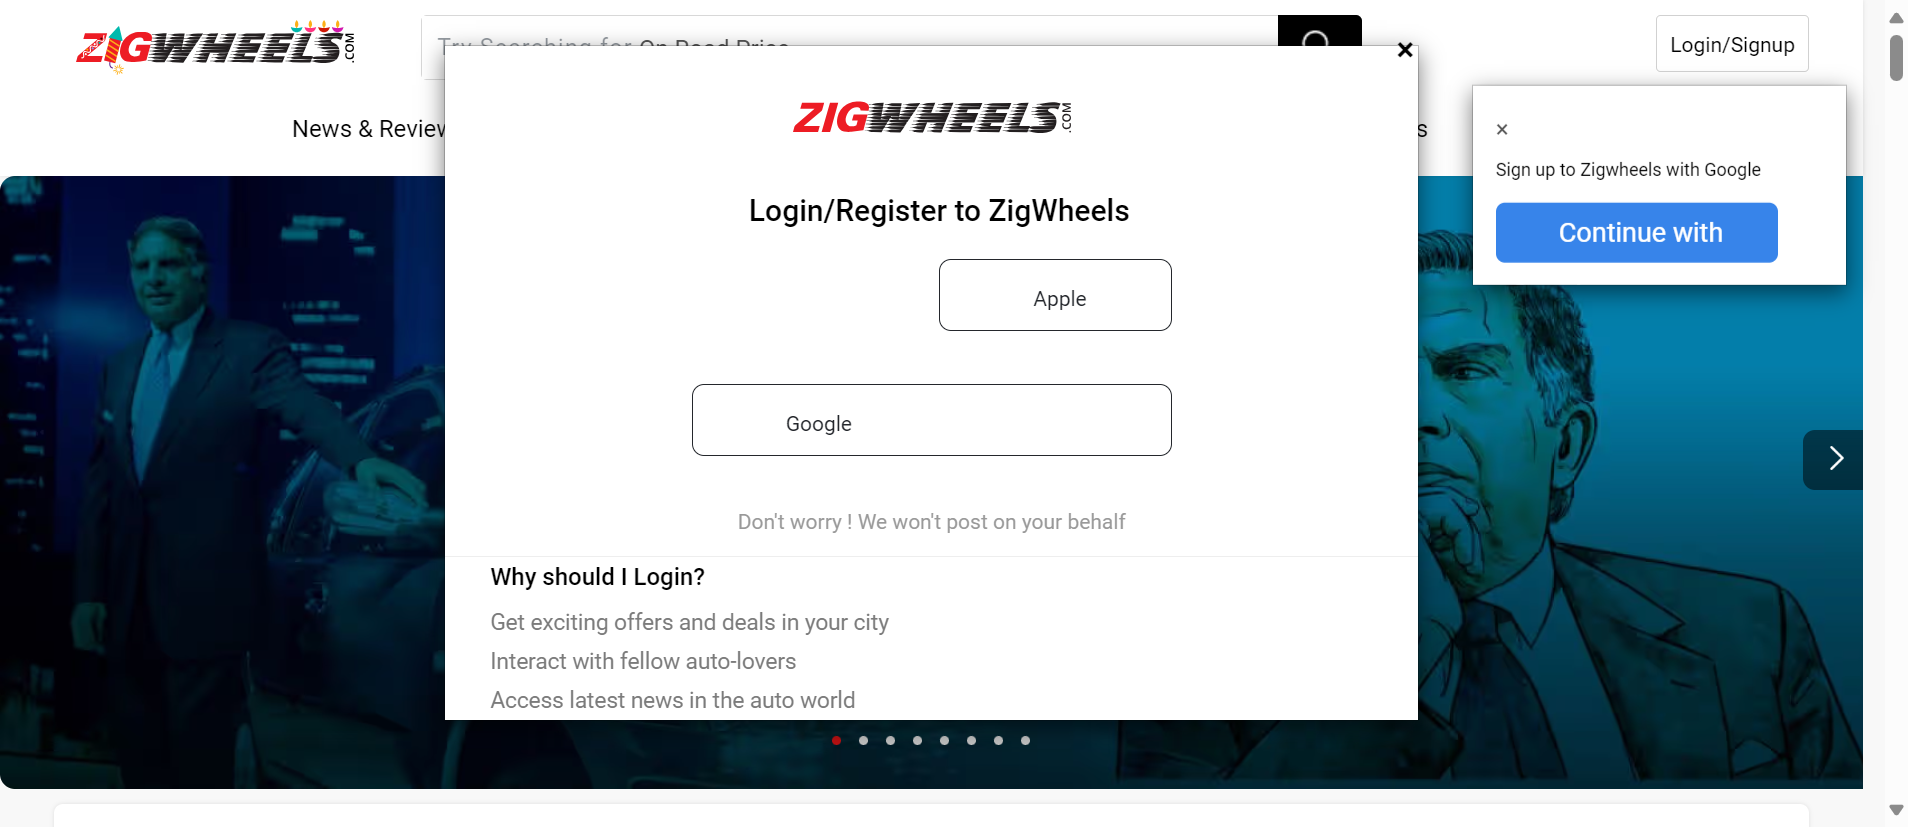 ZIGWHEELS.COM
Try Searching for On Road Price
Login/Signup
News & Review
s
ZIGWHEELS.COM
Login/Register to ZigWheels
Apple
Google
Don't worry ! We won't post on your behalf
Why should I Login?
Get exciting offers and deals in your city
Interact with fellow auto-lovers
Access latest news in the auto world
×
Sign up to Zigwheels with Google
Continue with